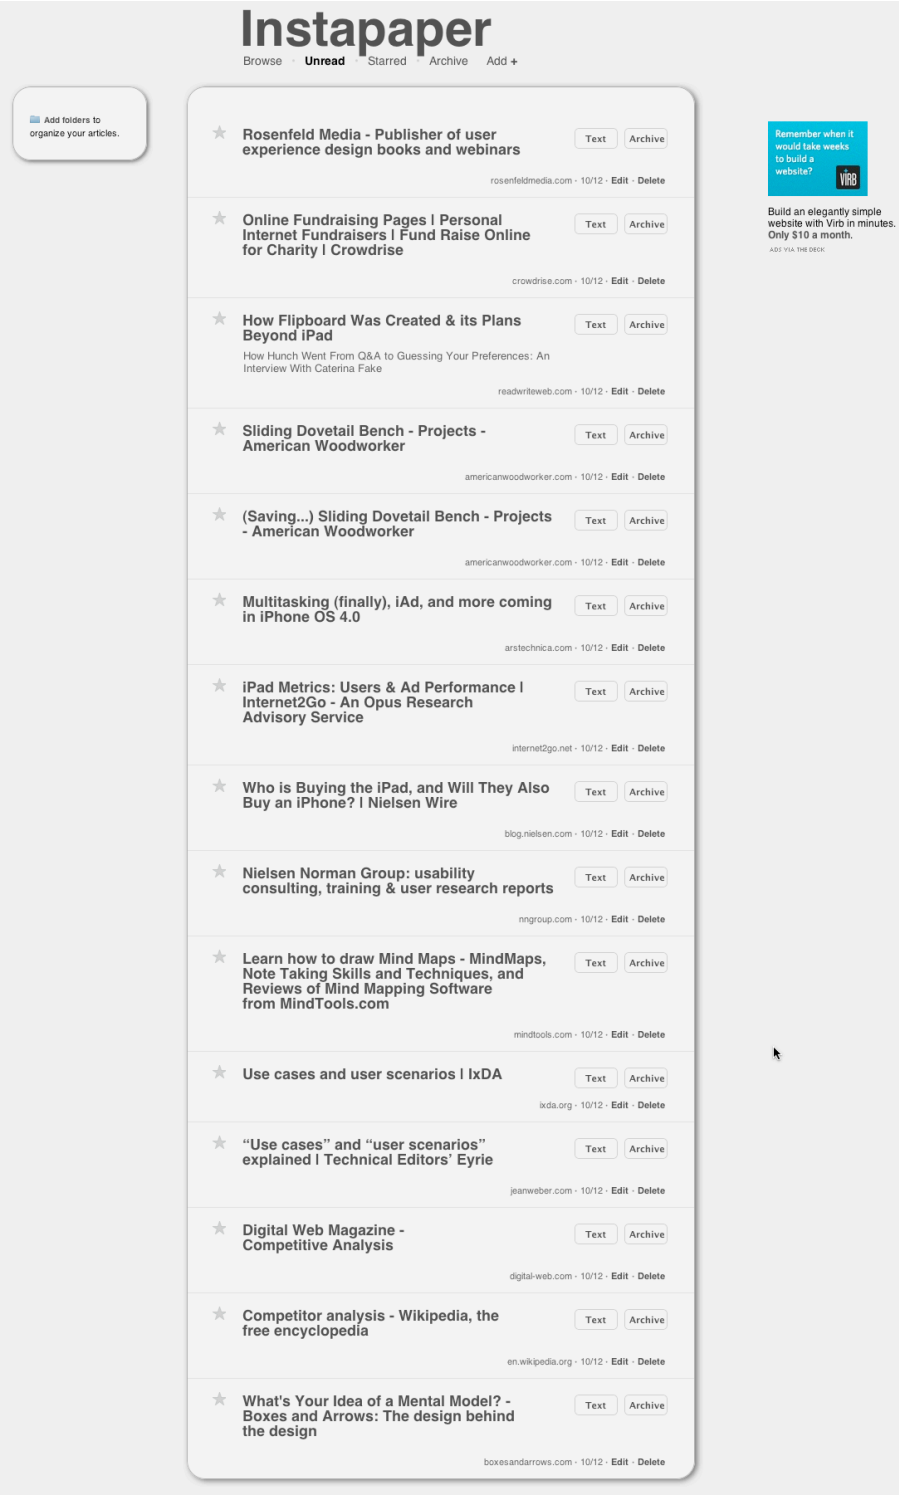 Instapaper
Browse · Unread · Starred · Archive Add +
Add folders to
organize your articles.
Rosenfeld Media - Publisher of user
experience design books and webinars
Text Archive
rosenfeldmedia.com · 10/12 · Edit · Delete
Online Fundraising Pages | Personal
Internet Fundraisers | Fund Raise Online
for Charity | Crowdrise
Text Archive
crowdrise.com · 10/12 · Edit · Delete
How Flipboard Was Created & its Plans
Beyond iPad
Text Archive
How Hunch Went From Q&A to Guessing Your Preferences: An
Interview With Caterina Fake
readwriteweb.com · 10/12 · Edit · Delete
Sliding Dovetail Bench - Projects -
American Woodworker
Text Archive
americanwoodworker.com · 10/12 · Edit · Delete
(Saving...) Sliding Dovetail Bench - Projects
- American Woodworker
Text Archive
americanwoodworker.com · 10/12 · Edit · Delete
Multitasking (finally), iAd, and more coming
in iPhone OS 4.0
Text Archive
arstechnica.com · 10/12 · Edit · Delete
iPad Metrics: Users & Ad Performance |
Internet2Go - An Opus Research
Advisory Service
Text Archive
internet2go.net · 10/12 · Edit · Delete
Who is Buying the iPad, and Will They Also
Buy an iPhone? | Nielsen Wire
Text Archive
blog.nielsen.com · 10/12 · Edit · Delete
Nielsen Norman Group: usability
consulting, training & user research reports
Text Archive
nngroup.com · 10/12 · Edit · Delete
Learn how to draw Mind Maps - MindMaps,
Note Taking Skills and Techniques, and
Reviews of Mind Mapping Software
from MindTools.com
Text Archive
mindtools.com · 10/12 · Edit · Delete
Use cases and user scenarios | IxDA
Text Archive
ixda.org · 10/12 · Edit · Delete
“Use cases” and “user scenarios”
explained | Technical Editors’ Eyrie
Text Archive
jeanweber.com · 10/12 · Edit · Delete
Digital Web Magazine -
Competitive Analysis
Text Archive
digital-web.com · 10/12 · Edit · Delete
Competitor analysis - Wikipedia, the
free encyclopedia
Text Archive
en.wikipedia.org · 10/12 · Edit · Delete
What's Your Idea of a Mental Model? -
Boxes and Arrows: The design behind
the design
Text Archive
boxesandarrows.com · 10/12 · Edit · Delete
Remember when it
would take weeks
to build a
website?
VIRB
Build an elegantly simple
website with Virb in minutes.
Only $10 a month.
ADS VIA THE DECK